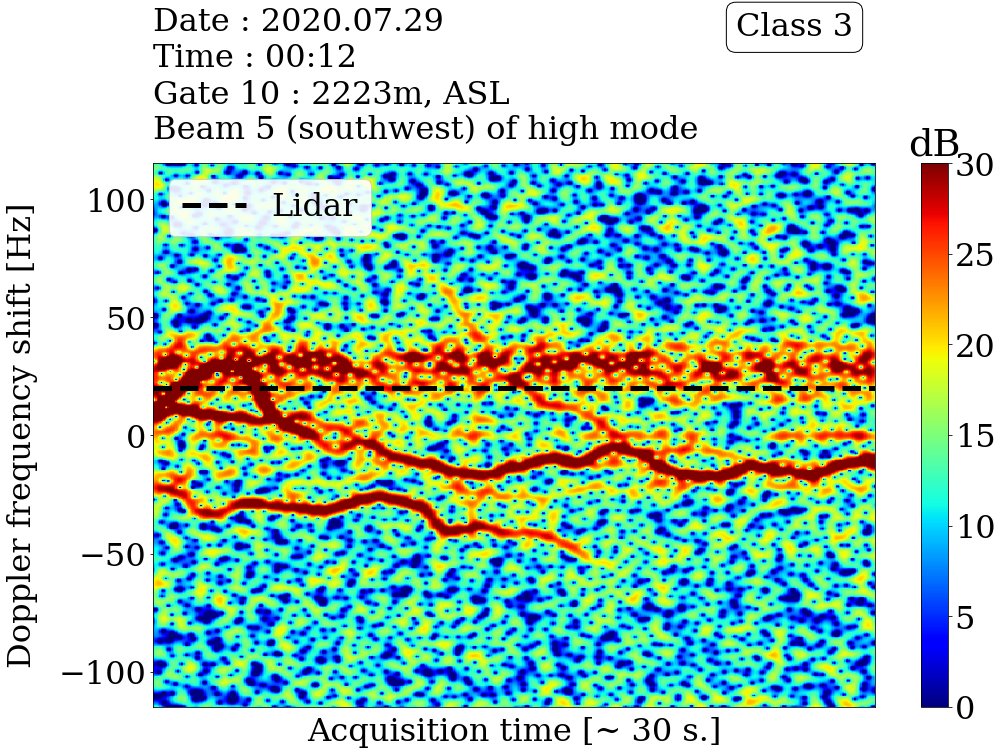 Date : 2020.07.29
Time : 00:12
Gate 10 : 2223m, ASL
Beam 5 (southwest) of high mode
Class 3
dB
Lidar
Doppler frequency shift [Hz]
100
50
0
−50
−100
Acquisition time [~ 30 s.]
30
25
20
15
10
5
0